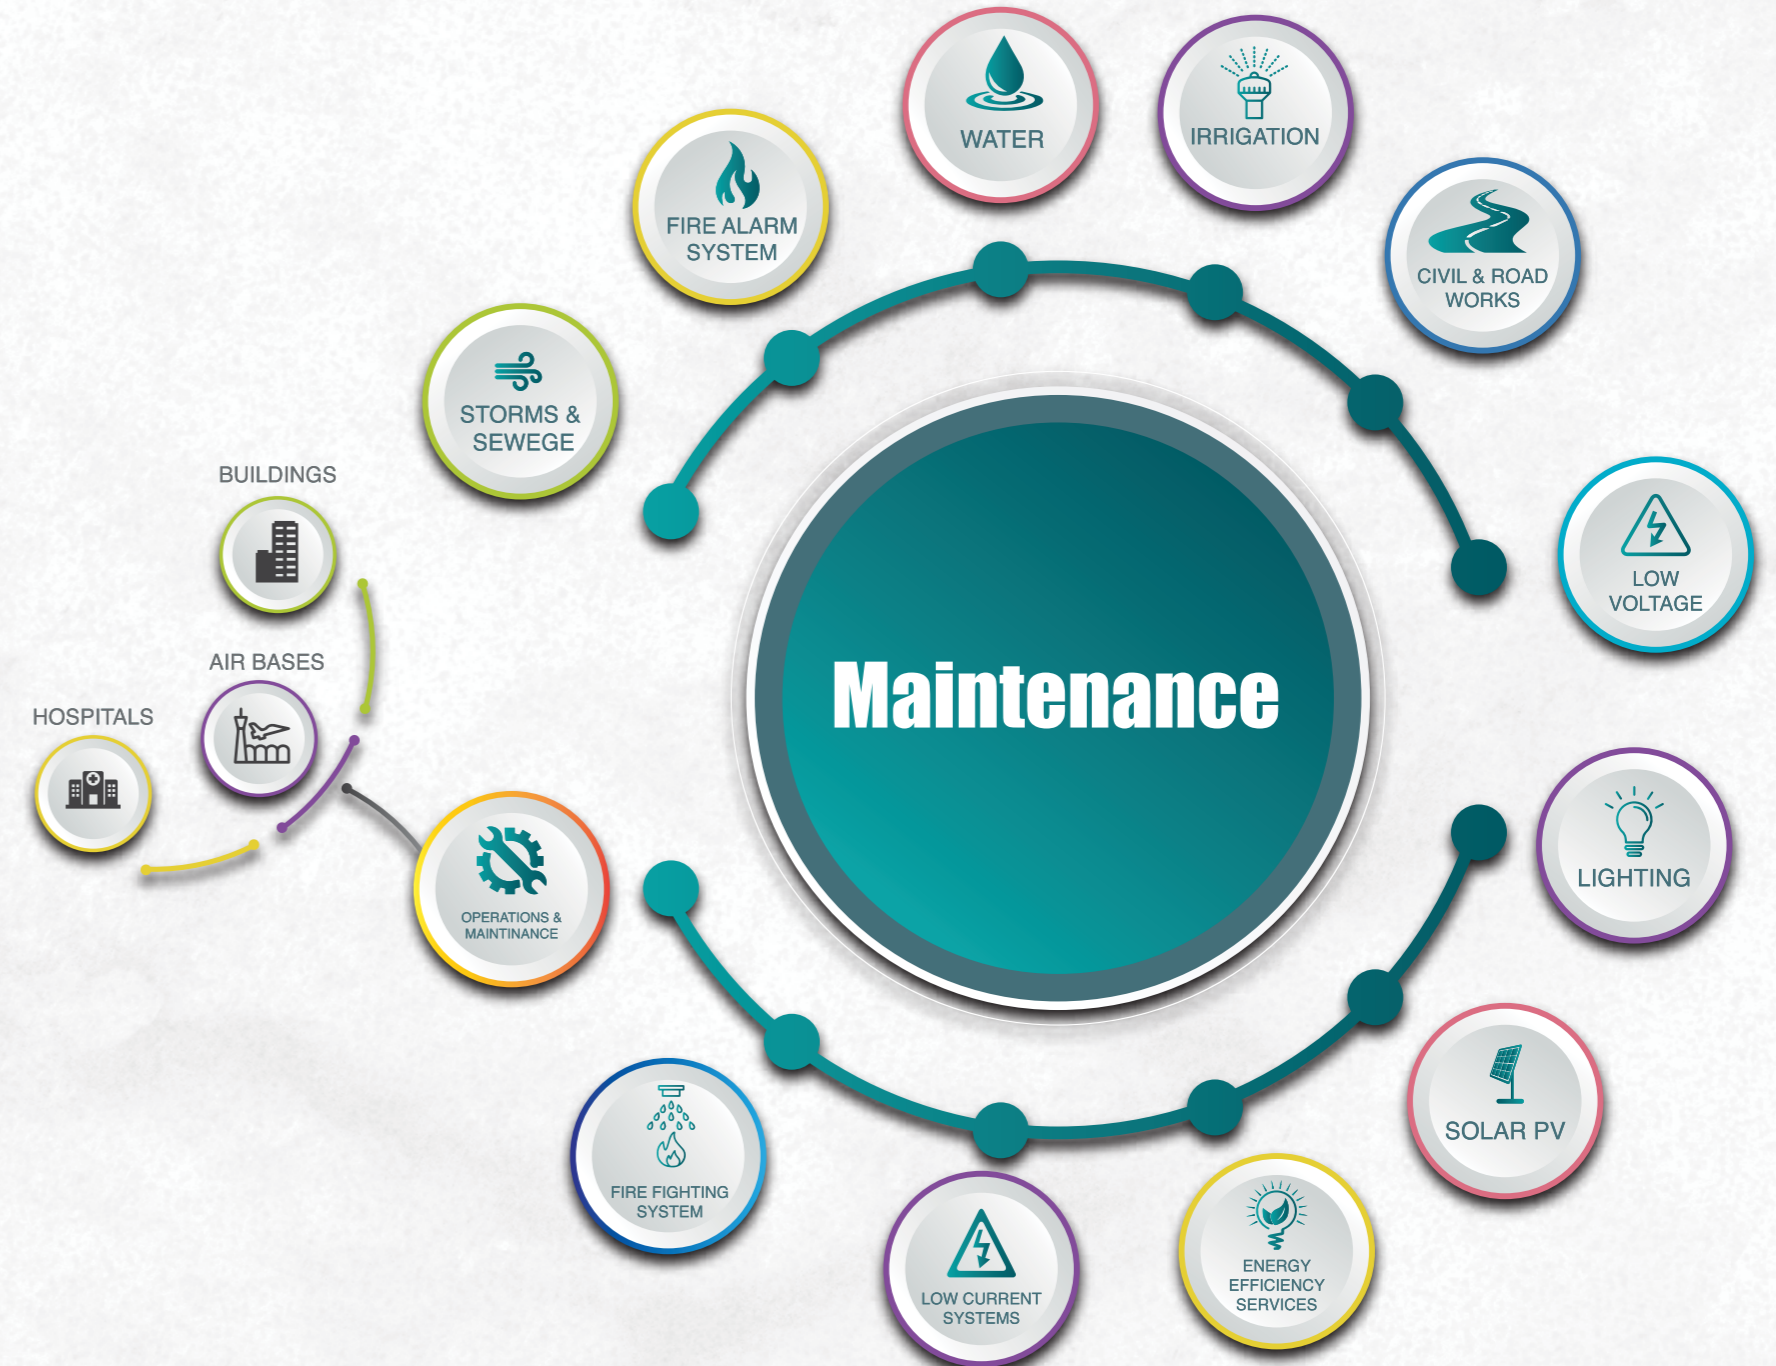 WATER
IRRIGATION
FIRE ALARM
SYSTEM
CIVIL & ROAD
WORKS
STORMS &
SEWEGE
BUILDINGS
LOW
VOLTAGE
AIR BASES
HOSPITALS
Maintenance
LIGHTING
OPERATIONS &
MAINTINANCE
SOLAR PV
FIRE FIGHTING
SYSTEM
ENERGY
EFFICIENCY
SERVICES
LOW CURRENT
SYSTEMS